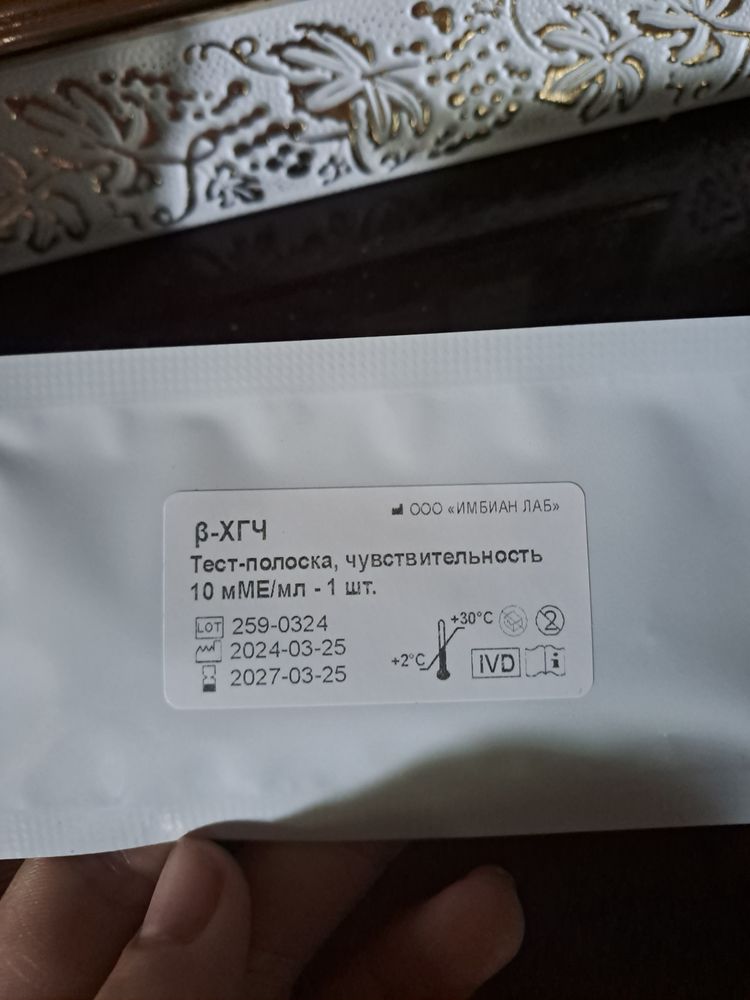 ООО «ИМБИАН ЛАБ»
β-ХГЧ
Тест-полоска, чувствительность
10 мМЕ/мл - 1 шт.
LOT 259-0324
2024-03-25
2027-03-25
+30°C
+2°C
2
IVD
i